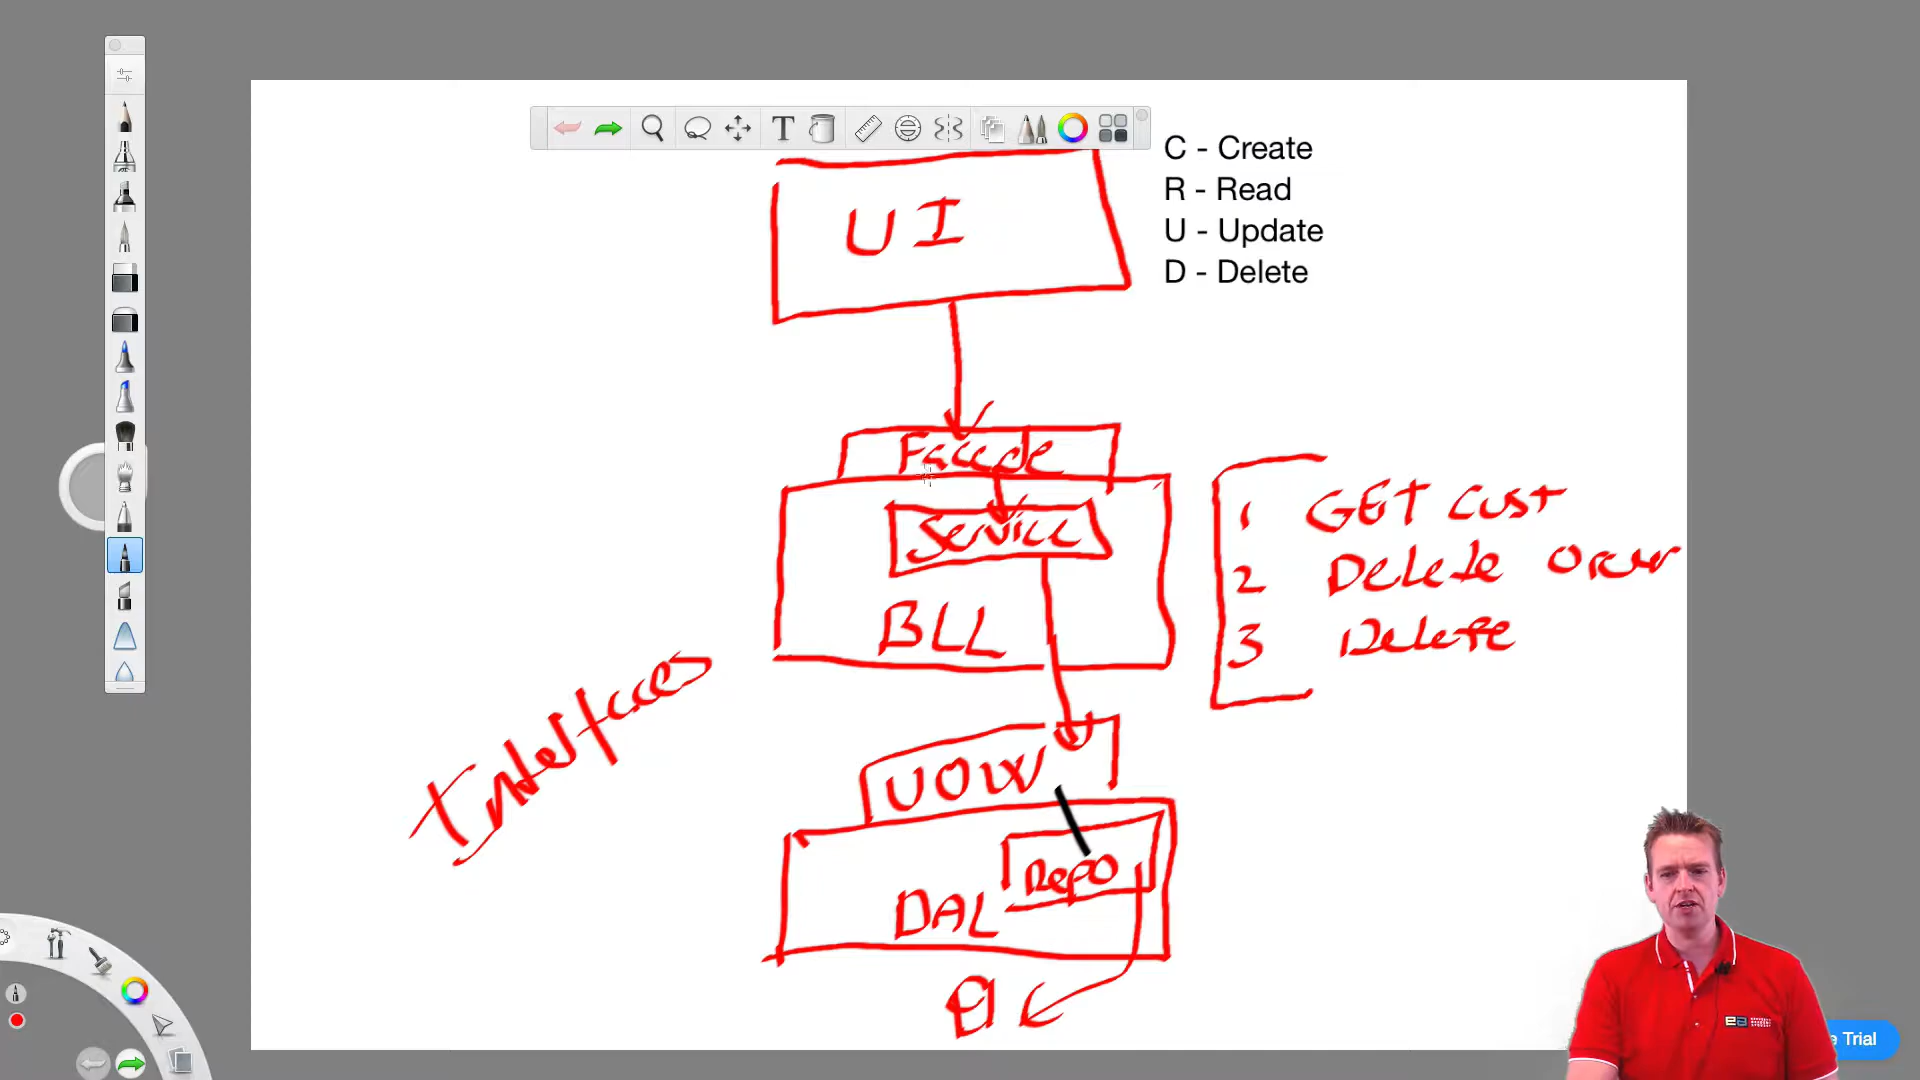 C - Create
R - Read
U - Update
D - Delete
UI
Facade
Service
BLL
1 GET CUST
2 Delete Order
3 Delete
Interfaces
UOW
Repo
DAL
ea
Trial